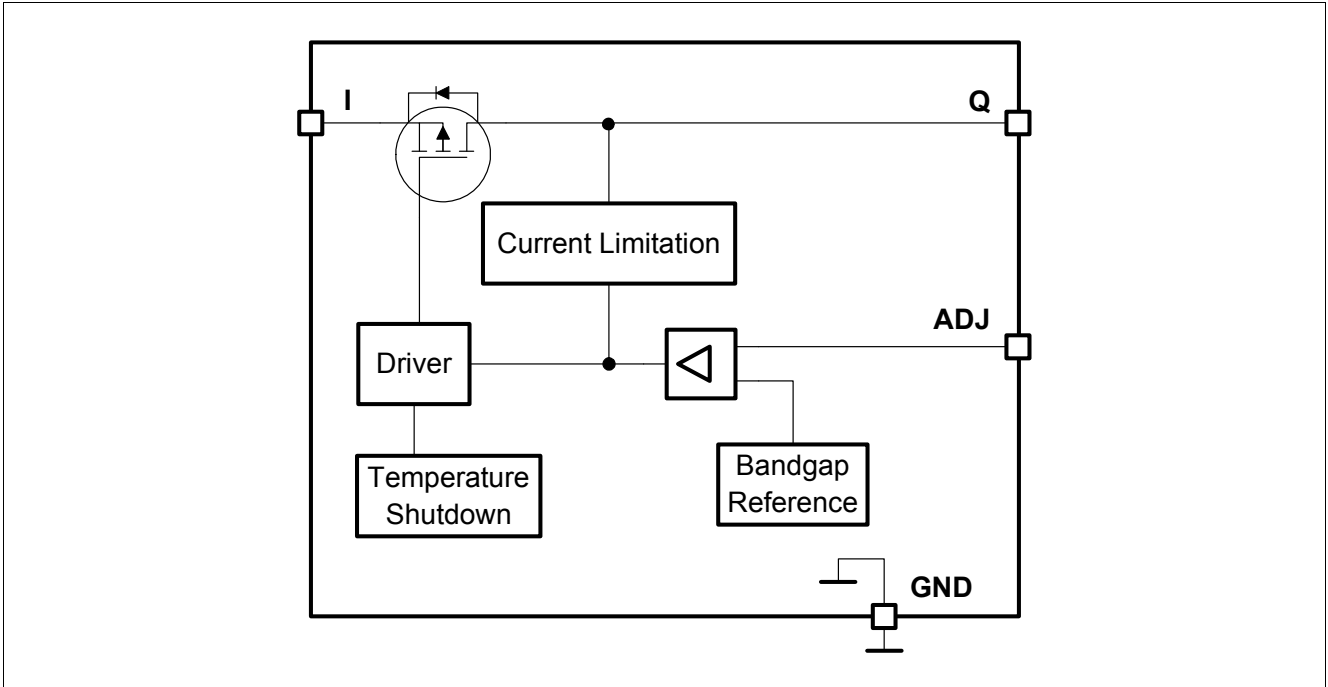 I
Q
Current Limitation
ADJ
Driver
Temperature
Shutdown
Bandgap
Reference
GND